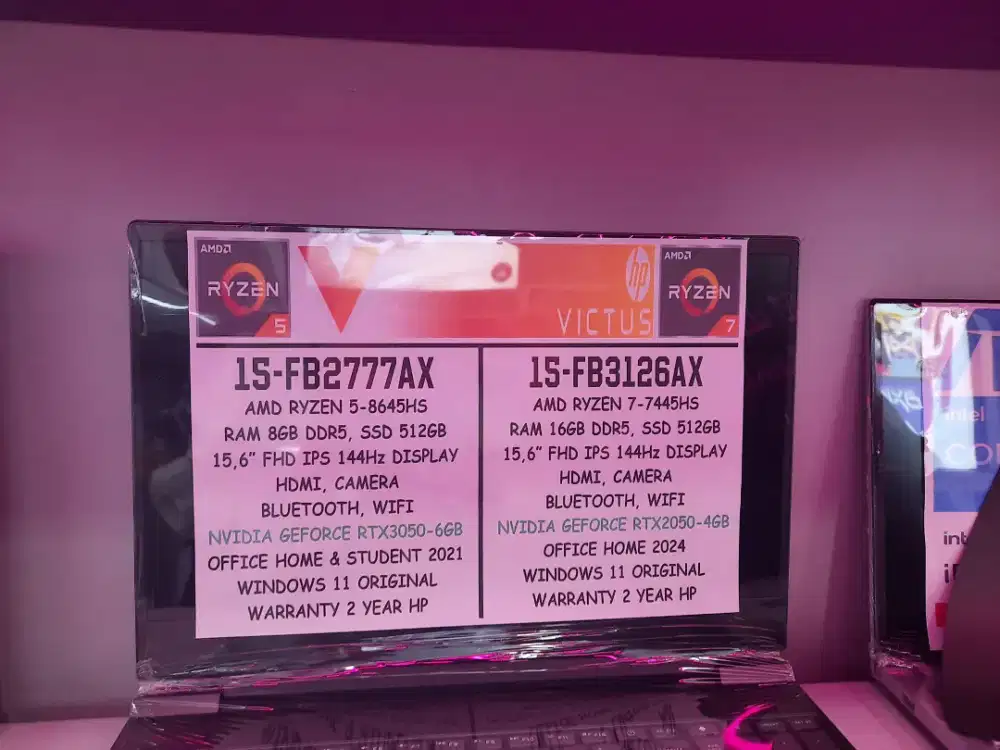 AMD
RYZEN
5
hp
VICTUS
AMD
RYZEN
7
15-FB2777AX
AMD RYZEN 5-8645HS
RAM 8GB DDR5, SSD 512GB
15,6" FHD IPS 144Hz DISPLAY
HDMI, CAMERA
BLUETOOTH, WIFI
NVIDIA GEFORCE RTX3050-6GB
OFFICE HOME & STUDENT 2021
WINDOWS 11 ORIGINAL
WARRANTY 2 YEAR HP
15-FB3126AX
AMD RYZEN 7-7445HS
RAM 16GB DDR5, SSD 512GB
15,6" FHD IPS 144Hz DISPLAY
HDMI, CAMERA
BLUETOOTH, WIFI
NVIDIA GEFORCE RTX2050-4GB
OFFICE HOME 2024
WINDOWS 11 ORIGINAL
WARRANTY 2 YEAR HP
intel